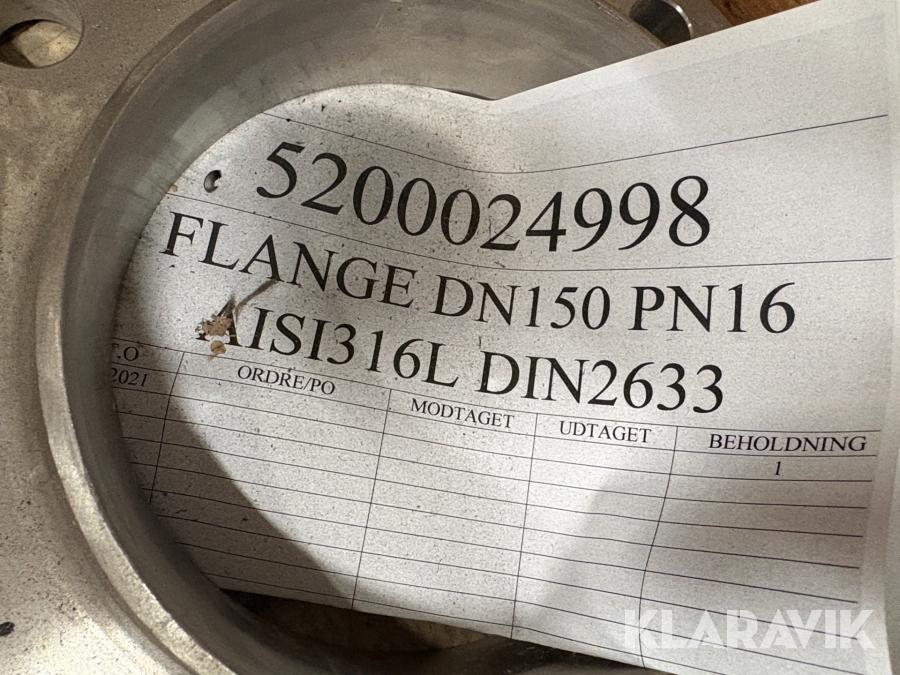 5200024998
FLANGE DN150 PN16
AISI316L DIN2633
T.O ORDRE/PO MODTAGET UDTAGET BEHOLDNING
2021 1
KLARAVIK